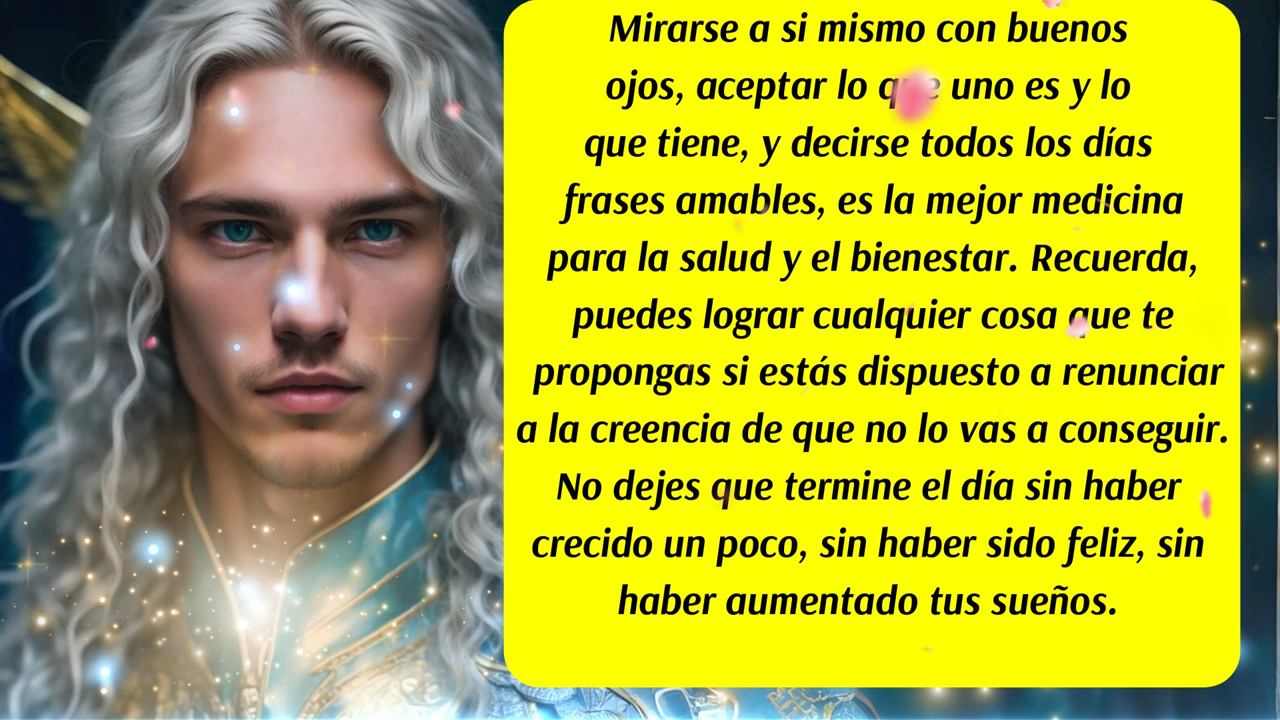 Mirarse a si mismo con buenos
ojos, aceptar lo que uno es y lo
que tiene, y decirse todos los días
frases amables, es la mejor medicina
para la salud y el bienestar. Recuerda,
puedes lograr cualquier cosa que te
propongas si estás dispuesto a renunciar
a la creencia de que no lo vas a conseguir.
No dejes que termine el día sin haber
crecido un poco, sin haber sido feliz, sin
haber aumentado tus sueños.